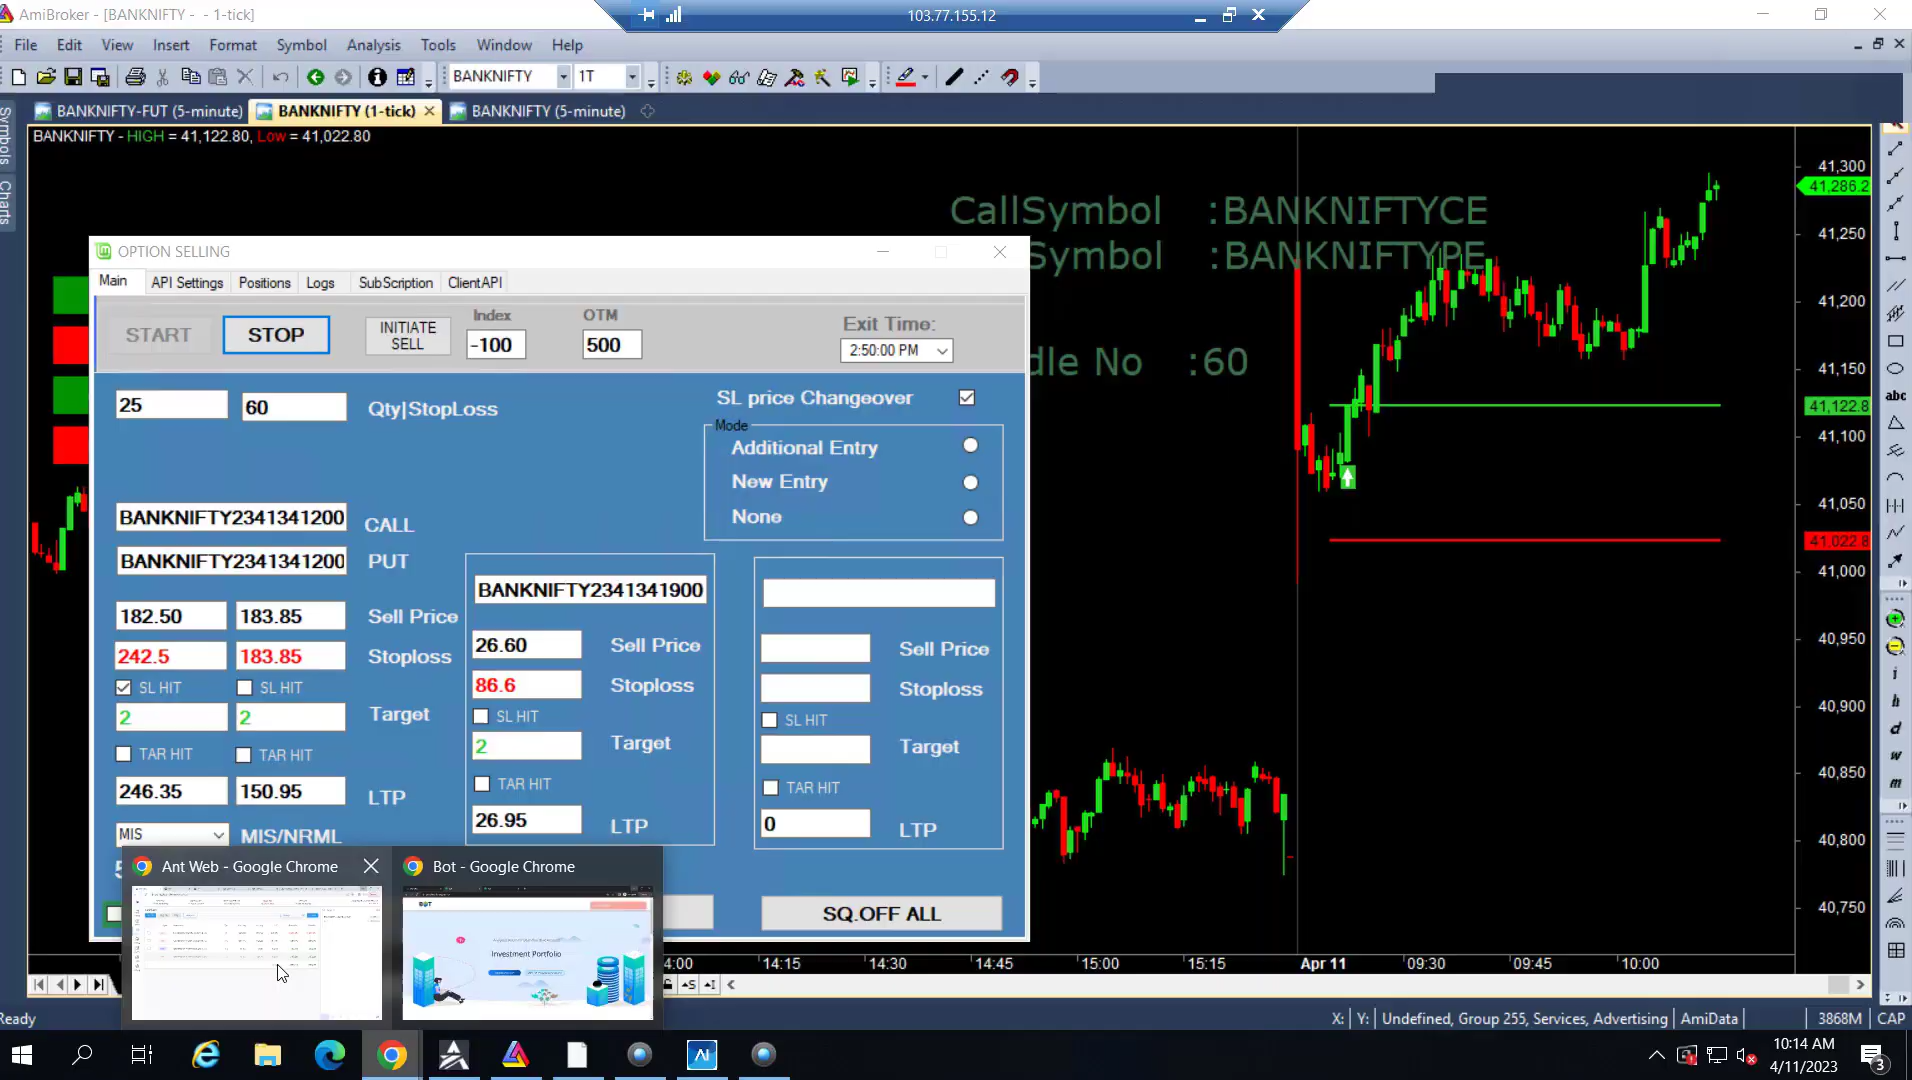 AmiBroker - [BANKNIFTY - - 1-tick]
103.77.155.12
File Edit View Insert Format Symbol Analysis Tools Window Help
BANKNIFTY 1T
BANKNIFTY-FUT (5-minute) BANKNIFTY (1-tick) BANKNIFTY (5-minute)
BANKNIFTY - HIGH = 41,122.80, Low = 41,022.80
Symbols
Charts
CallSymbol :BANKNIFTYCE
Symbol :BANKNIFTYPE
dle No :60
OPTION SELLING
Main API Settings Positions Logs SubScription ClientAPI
START STOP INITIATE SELL
Index
-100
OTM
500
Exit Time:
2:50:00 PM
25 60 Qty|StopLoss
SL price Changeover
Mode
Additional Entry
New Entry
None
BANKNIFTY2341341200 CALL
BANKNIFTY2341341200 PUT
182.50 183.85 Sell Price
242.5 183.85 Stoploss
SL HIT SL HIT
2 2 Target
TAR HIT TAR HIT
246.35 150.95 LTP
MIS MIS/NRML
BANKNIFTY2341341900
26.60 Sell Price
86.6 Stoploss
SL HIT
2 Target
TAR HIT
26.95 LTP
Sell Price
Stoploss
SL HIT
Target
TAR HIT
0 LTP
SQ.OFF ALL
Ant Web - Google Chrome Bot - Google Chrome
BOT
Investment Portfolio
41,300
41,286.2
41,250
41,200
41,150
41,122.8
41,100
41,050
41,022.8
41,000
40,950
40,900
40,850
40,800
40,750
abc
i
h
d
w
m
14:15 14:30 14:45 15:00 15:15 Apr 11 09:30 09:45 10:00
X: Y: Undefined, Group 255, Services, Advertising AmiData 3868M CAP
10:14 AM
4/11/2023
3